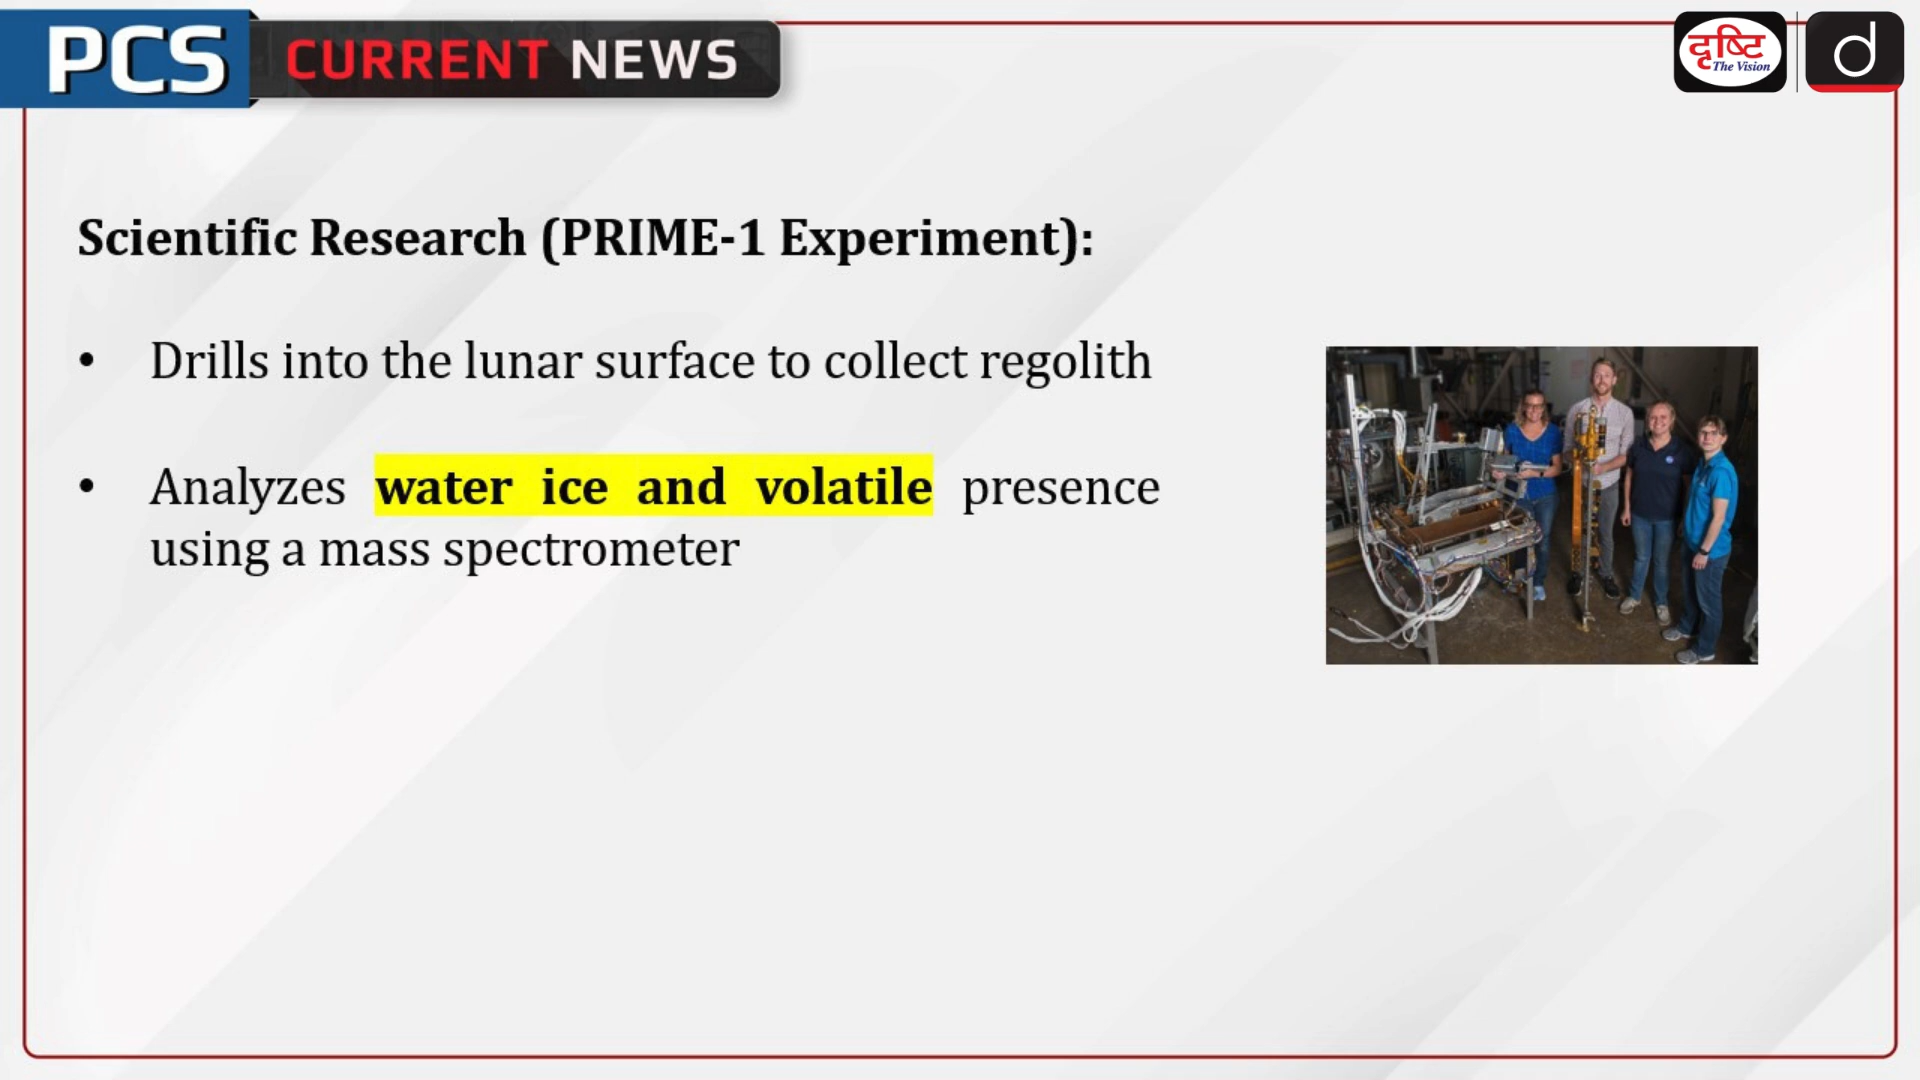 PCS CURRENT NEWS
दृष्टि
The Vision
d
Scientific Research (PRIME-1 Experiment):
• Drills into the lunar surface to collect regolith
• Analyzes water ice and volatile presence
using a mass spectrometer